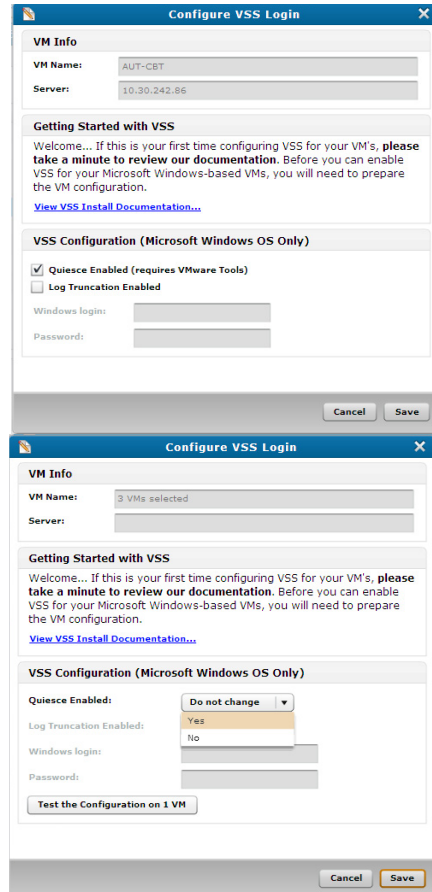 Configure VSS Login
VM Info
VM Name: AUT-CBT
Server: 10.30.242.86
Getting Started with VSS
Welcome... If this is your first time configuring VSS for your VM's, please
take a minute to review our documentation. Before you can enable
VSS for your Microsoft Windows-based VMs, you will need to prepare
the VM configuration.
View VSS Install Documentation...
VSS Configuration (Microsoft Windows OS Only)
Quiesce Enabled (requires VMware Tools)
Log Truncation Enabled
Windows login:
Password:
Cancel Save
Configure VSS Login
VM Info
VM Name: 3 VMs selected
Server:
Getting Started with VSS
Welcome... If this is your first time configuring VSS for your VM's, please
take a minute to review our documentation. Before you can enable
VSS for your Microsoft Windows-based VMs, you will need to prepare
the VM configuration.
View VSS Install Documentation...
VSS Configuration (Microsoft Windows OS Only)
Quiesce Enabled: Do not change
Yes
Log Truncation Enabled:
No
Windows login:
Password:
Test the Configuration on 1 VM
Cancel Save